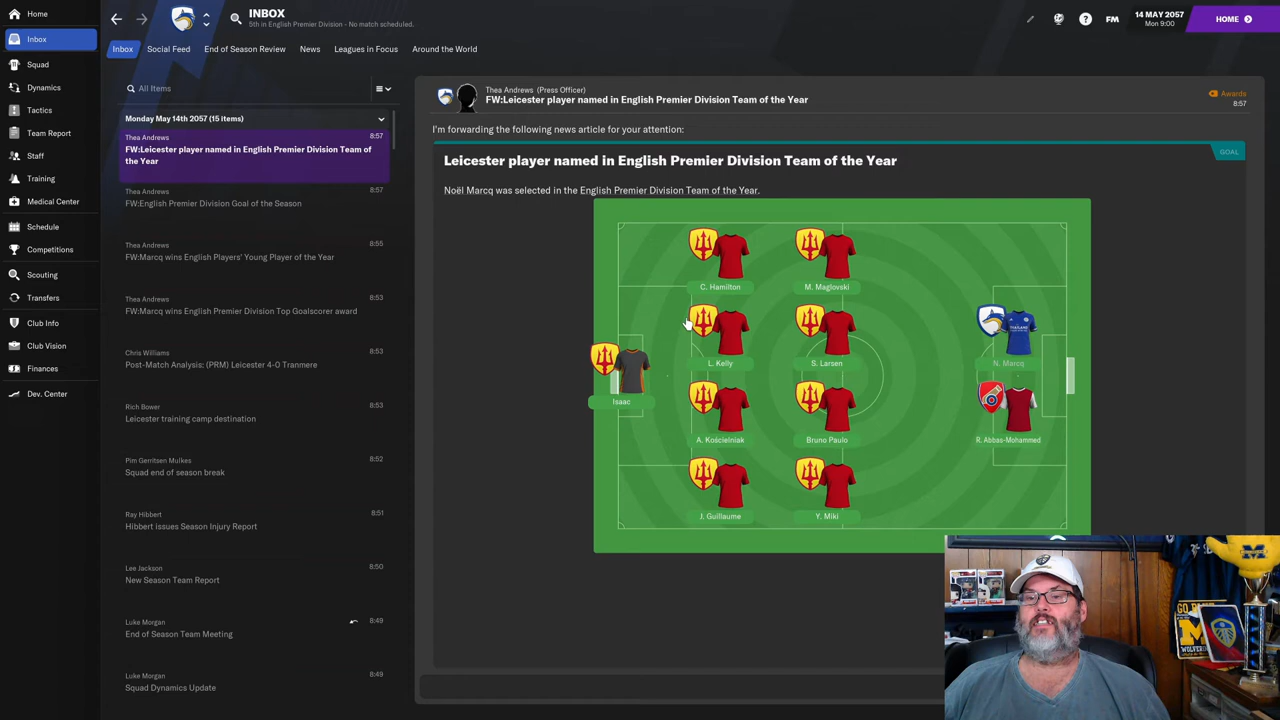 Home
Inbox
Squad
Dynamics
Tactics
Team Report
Staff
Training
Medical Center
Schedule
Competitions
Scouting
Transfers
Club Info
Club Vision
Finances
Dev. Center
INBOX
5th in English Premier Division - No match scheduled.
FM
14 MAY 2057
Mon 9:00
HOME
Inbox
Social Feed
End of Season Review
News
Leagues in Focus
Around the World
All Items
Monday May 14th 2057 (15 items)
Thea Andrews
8:57
FW:Leicester player named in English Premier Division Team of
the Year
Thea Andrews
8:57
FW:English Premier Division Goal of the Season
Thea Andrews
8:55
FW:Marcq wins English Players' Young Player of the Year
Thea Andrews
8:53
FW:Marcq wins English Premier Division Top Goalscorer award
Chris Williams
8:53
Post-Match Analysis: (PRM) Leicester 4-0 Tranmere
Rich Bower
8:53
Leicester training camp destination
Pim Gerritsen Mulkes
8:52
Squad end of season break
Ray Hibbert
8:51
Hibbert issues Season Injury Report
Lee Jackson
8:50
New Season Team Report
Luke Morgan
8:49
End of Season Team Meeting
Luke Morgan
8:49
Squad Dynamics Update
Thea Andrews (Press Officer)
FW:Leicester player named in English Premier Division Team of the Year
Awards
8:57
I'm forwarding the following news article for your attention:
Leicester player named in English Premier Division Team of the Year
GOAL
Noël Marcq was selected in the English Premier Division Team of the Year.
C. Hamilton
M. Maglovski
L. Kelly
S. Larsen
THAILAND
N. Marcq
Isaac
A. Kościelniak
Bruno Paulo
R. Abbas-Mohammed
J. Guillaume
Y. Miki
GO BLUE
M
WOLVERINES